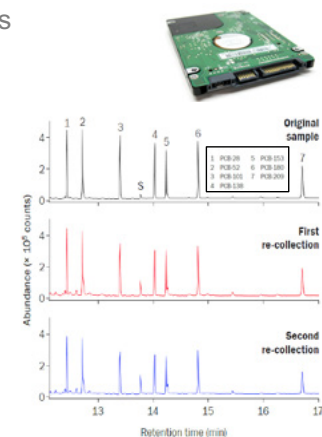 s
1 2 3 4 5 6 7
S
Original
sample
1 PCB-28 5 PCB-153
2 PCB-52 6 PCB-180
3 PCB-101 7 PCB-209
4 PCB-138
4
2
0
First
re-collection
4
2
0
Second
re-collection
4
2
0
Abundance (× 10⁶ counts)
13 14 15 16 17
Retention time (min)